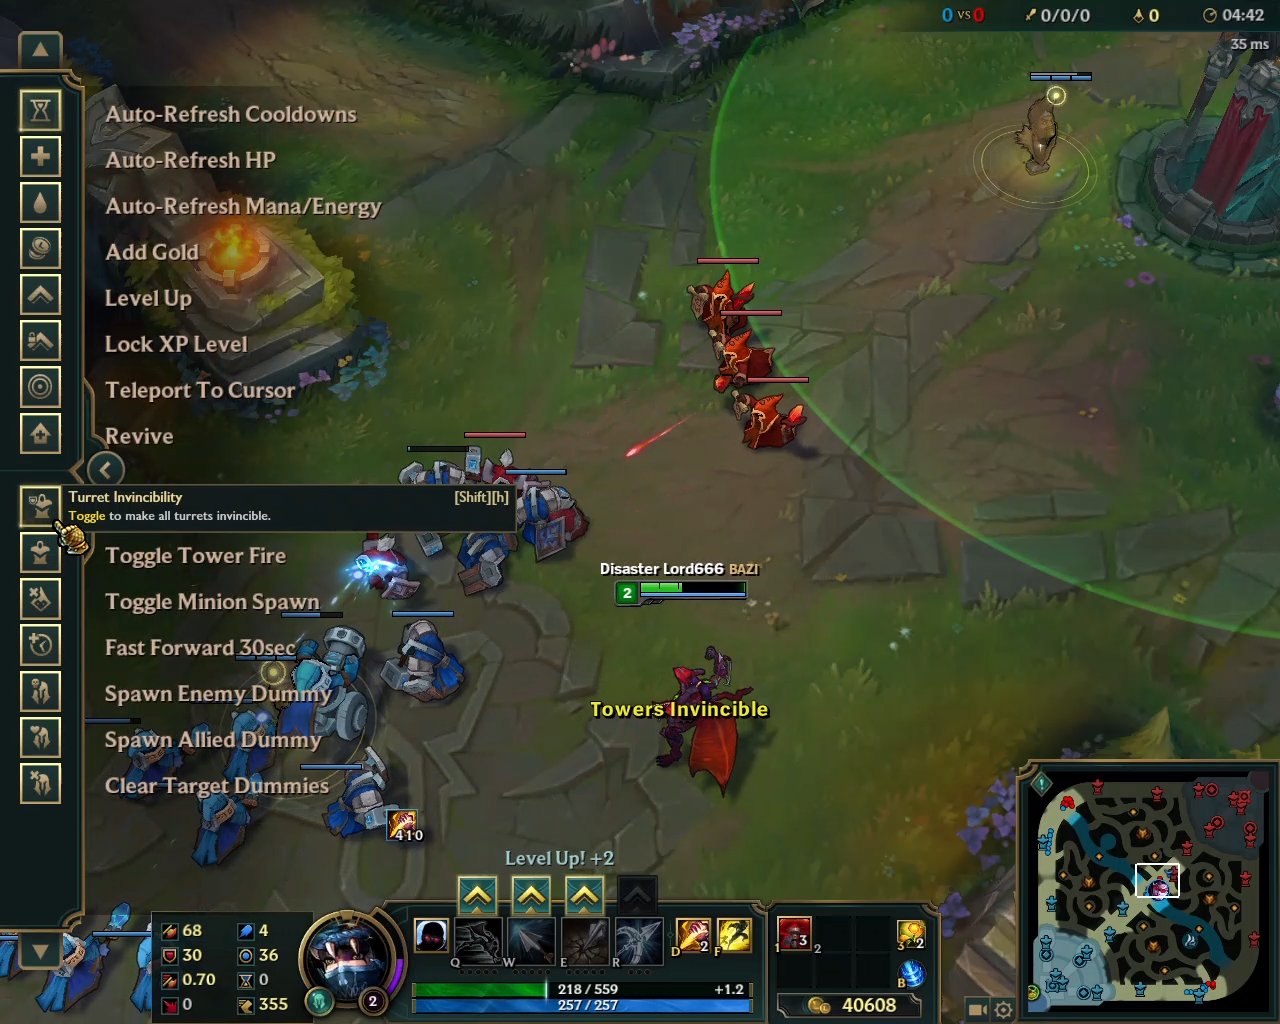 0 vs 0 0/0/0 0 04:42
35 ms
Auto-Refresh Cooldowns
Auto-Refresh HP
Auto-Refresh Mana/Energy
Add Gold
Level Up
Lock XP Level
Teleport To Cursor
Revive
Turret Invincibility [Shift][h]
Toggle to make all turrets invincible.
Toggle Tower Fire
Toggle Minion Spawn
Fast Forward 30sec
Spawn Enemy Dummy
Spawn Allied Dummy
Clear Target Dummies
Disaster Lord666 BAZI
2
Towers Invincible
410
Level Up! +2
68 4
30 36
0.70 0
0 355
2
Q W E R D 2 F
218 / 559 +1.2
257 / 257
1 3 2 3 2
B
40608